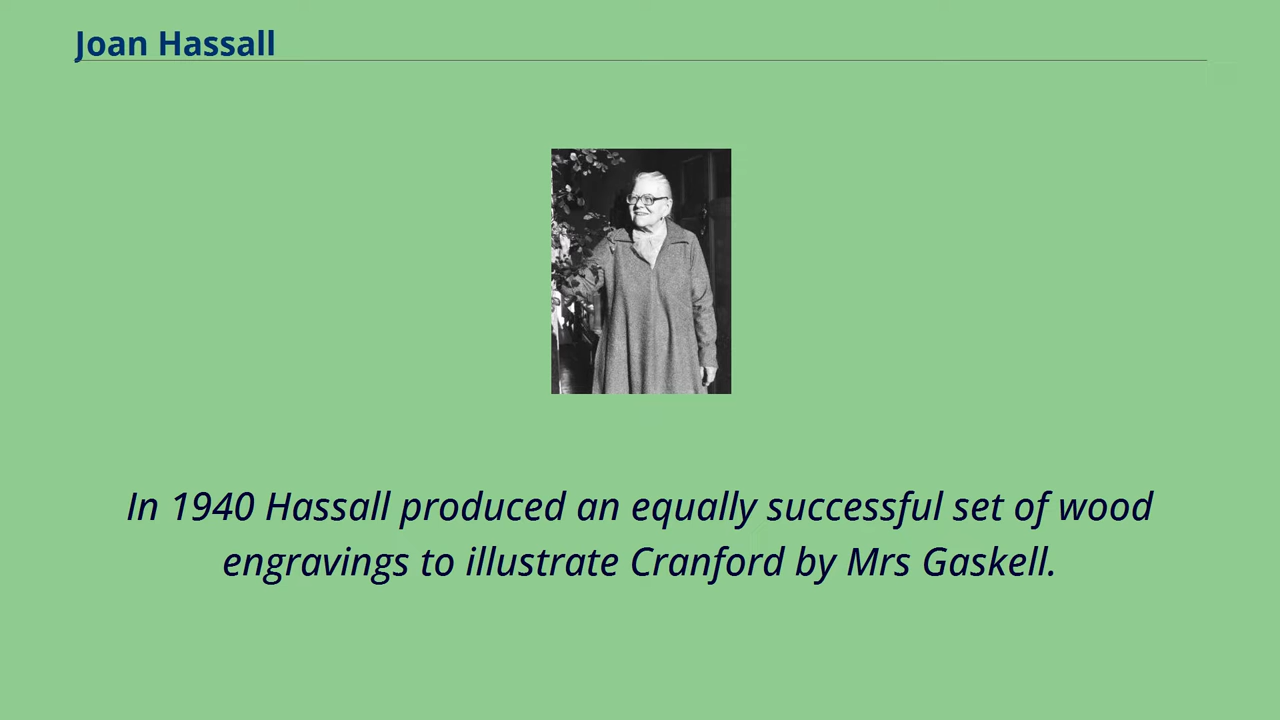 Joan Hassall
In 1940 Hassall produced an equally successful set of wood
engravings to illustrate Cranford by Mrs Gaskell.